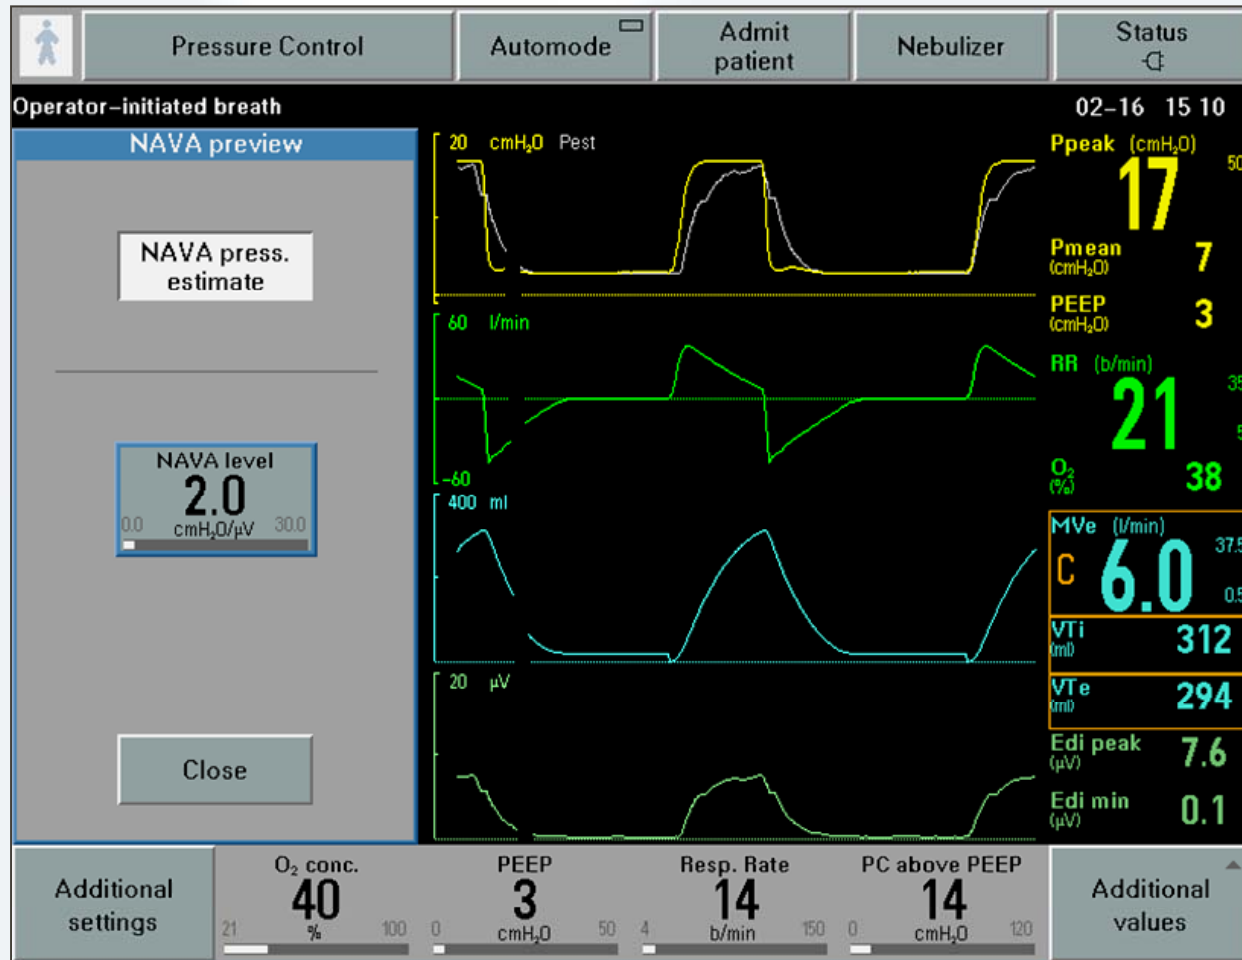 Pressure Control
Automode
Admit
patient
Nebulizer
Status
Operator-initiated breath
02-16 15 10
NAVA preview
NAVA press.
estimate
NAVA level
2.0
0.0 cmH₂O/µV 30.0
Close
20 cmH₂O Pest
60 l/min
-60
400 ml
20 µV
Ppeak (cmH₂O)
17
50
Pmean
(cmH₂O)
7
PEEP
(cmH₂O)
3
RR (b/min)
21
35
5
O₂
(%)
38
MVe (l/min)
C 6.0
37.5
0.5
VTi
(ml)
312
VTe
(ml)
294
Edi peak
(µV)
7.6
Edi min
(µV)
0.1
Additional
settings
O₂ conc.
40
21 % 100
PEEP
3
0 cmH₂O 50
Resp. Rate
14
4 b/min 150
PC above PEEP
14
0 cmH₂O 120
Additional
values